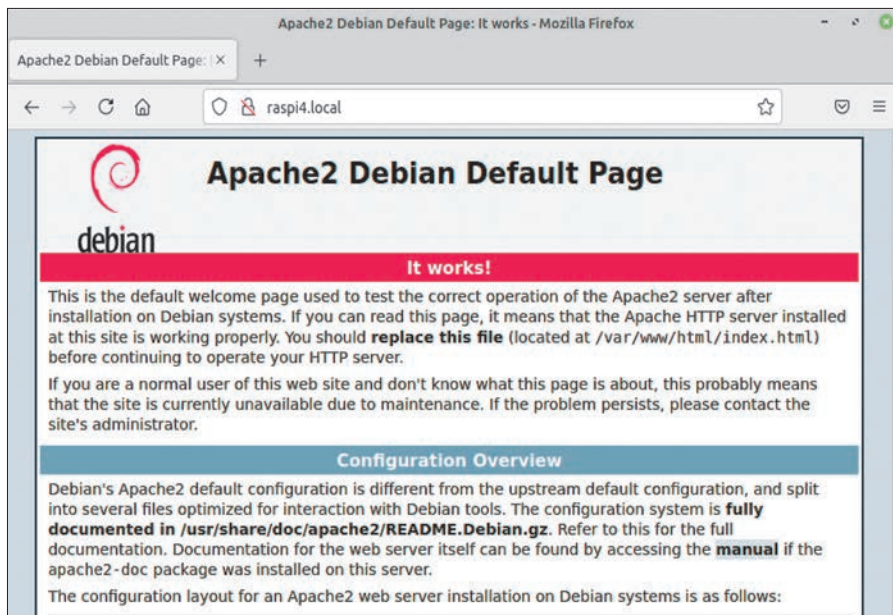 Apache2 Debian Default Page: It works - Mozilla Firefox
Apache2 Debian Default Page:
raspi4.local
debian
Apache2 Debian Default Page
It works!
This is the default welcome page used to test the correct operation of the Apache2 server after
installation on Debian systems. If you can read this page, it means that the Apache HTTP server installed
at this site is working properly. You should replace this file (located at /var/www/html/index.html)
before continuing to operate your HTTP server.
If you are a normal user of this web site and don't know what this page is about, this probably means
that the site is currently unavailable due to maintenance. If the problem persists, please contact the
site's administrator.
Configuration Overview
Debian's Apache2 default configuration is different from the upstream default configuration, and split
into several files optimized for interaction with Debian tools. The configuration system is fully
documented in /usr/share/doc/apache2/README.Debian.gz. Refer to this for the full
documentation. Documentation for the web server itself can be found by accessing the manual if the
apache2-doc package was installed on this server.
The configuration layout for an Apache2 web server installation on Debian systems is as follows: